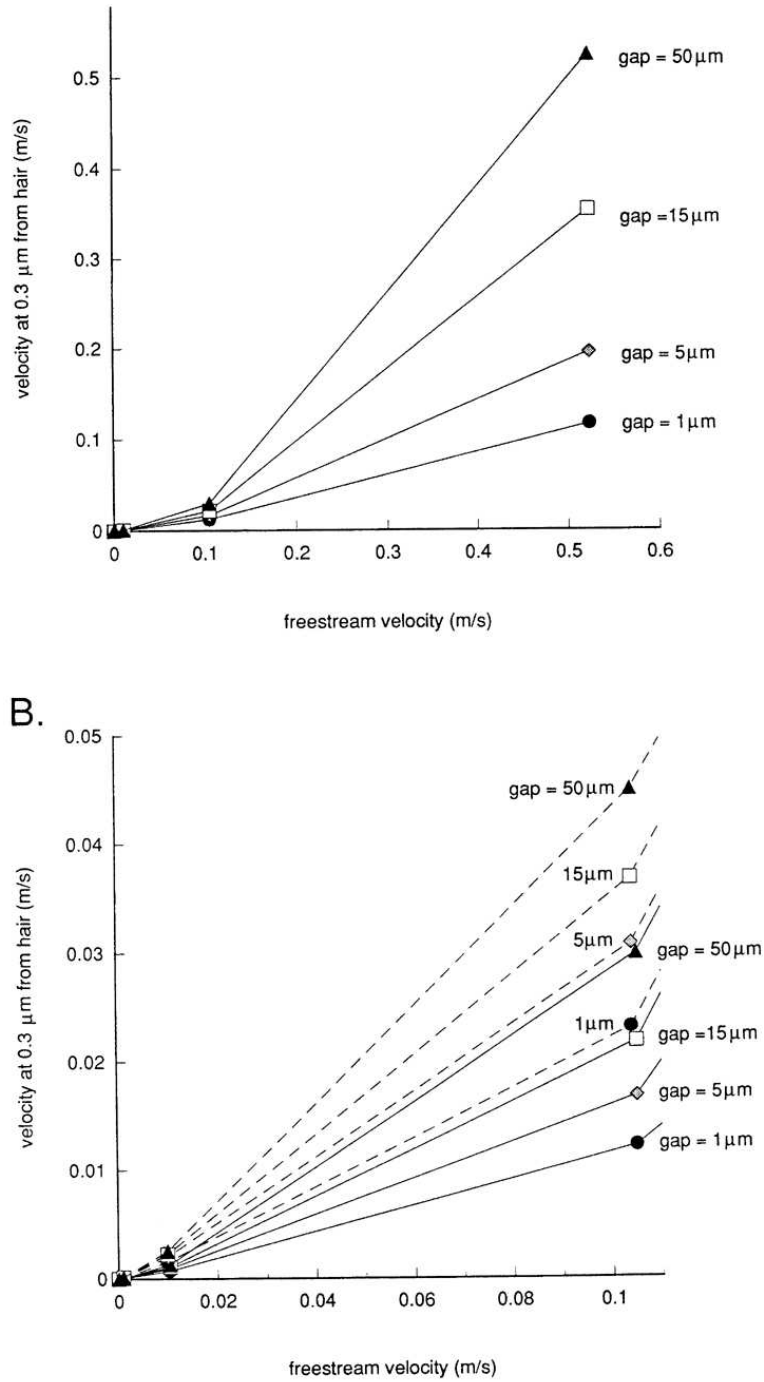 0.5
0.4
0.3
0.2
0.1
0
velocity at 0.3 µm from hair (m/s)
gap = 50µm
gap =15µm
gap = 5µm
gap = 1µm
0 0.1 0.2 0.3 0.4 0.5 0.6
freestream velocity (m/s)
B.
0.05
0.04
0.03
0.02
0.01
0
velocity at 0.3 µm from hair (m/s)
gap = 50µm
15µm
5µm
gap = 50µm
1µm
gap =15µm
gap = 5µm
gap = 1µm
0 0.02 0.04 0.06 0.08 0.1
freestream velocity (m/s)